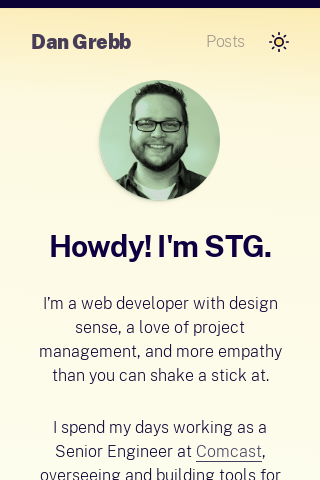 Dan Grebb
Posts
Howdy! I'm STG.
I’m a web developer with design
sense, a love of project
management, and more empathy
than you can shake a stick at.
I spend my days working as a
Senior Engineer at Comcast,
overseeing and building tools for